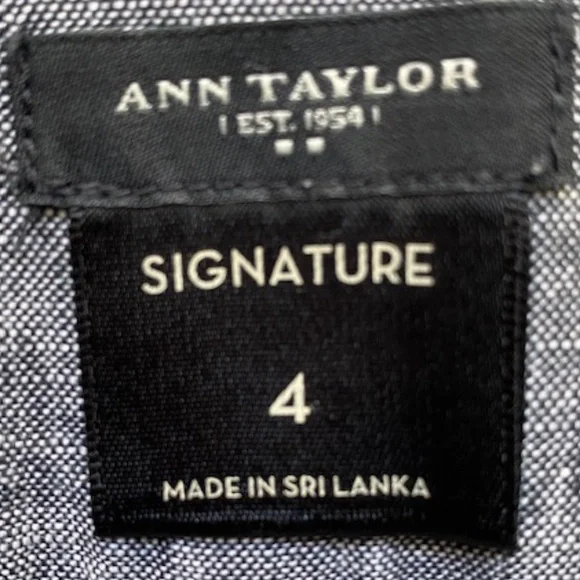 ANN TAYLOR
| EST. 1954 |
SIGNATURE
4
MADE IN SRI LANKA